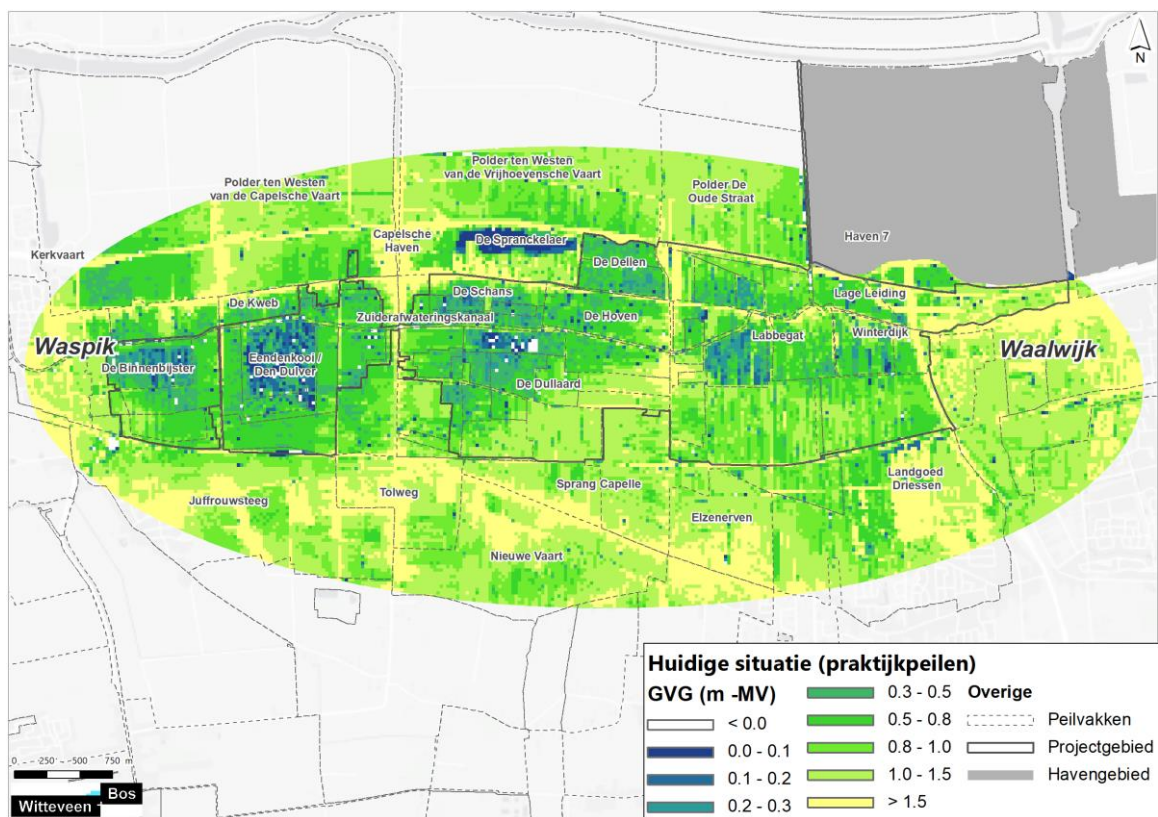 N
Polder ten Westen
van de Vrijhoevensche Vaart
Polder ten Westen
van de Capelsche Vaart
Polder De
Oude Straat
Capelsche
Haven
De Spranckelaer
Haven 7
Kerkvaart
De Dellen
De Kweb
De Schans
Lage Leiding
Zuiderafwateringskanaal
De Hoven
Labbegat
Winterdijk
Waspik
Waalwijk
De Binnenbijster
Eendenkooi /
Den Dulver
De Dullaard
Juffrouwsteeg
Tolweg
Sprang Capelle
Landgoed
Driessen
Elzenerven
Nieuwe Vaart
Huidige situatie (praktijkpeilen)
GVG (m -MV)
< 0.0
0.0 - 0.1
0.1 - 0.2
0.2 - 0.3
0.3 - 0.5
0.5 - 0.8
0.8 - 1.0
1.0 - 1.5
> 1.5
Overige
Peilvakken
Projectgebied
Havengebied
0 250 500 750 m
Witteveen
Bos